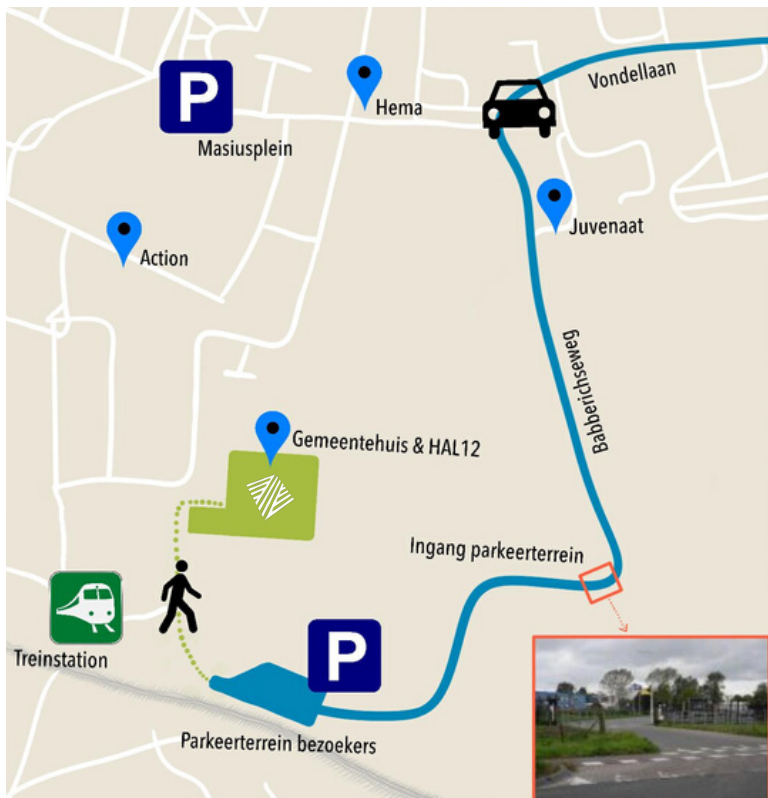 Vondellaan
P
Hema
Masiusplein
Juvenaat
Action
Babberichseweg
Gemeentehuis & HAL12
Ingang parkeerterrein
P
Treinstation
Parkeerterrein bezoekers